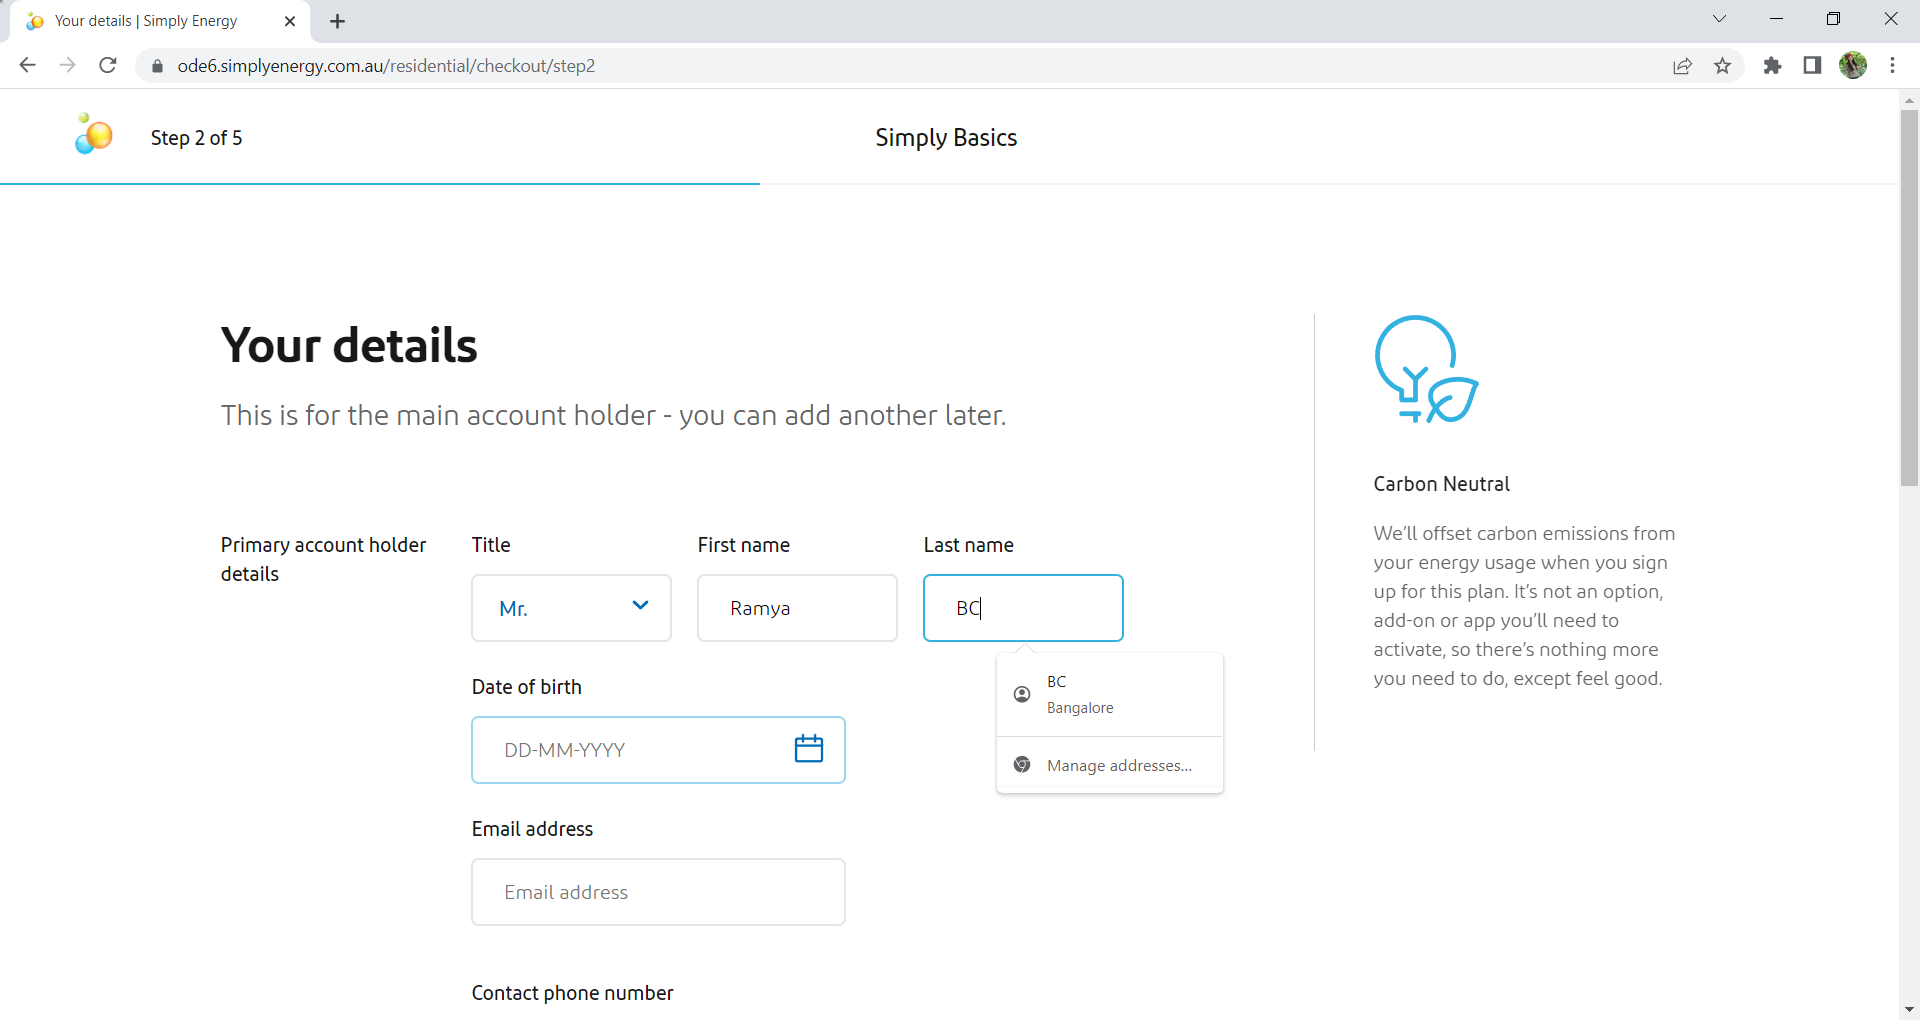 Your details | Simply Energy
ode6.simplyenergy.com.au/residential/checkout/step2
Step 2 of 5
Simply Basics
Your details
This is for the main account holder - you can add another later.
Primary account holder
details
Title
First name
Last name
Mr.
Ramya
BC
BC
Bangalore
Manage addresses...
Date of birth
DD-MM-YYYY
Email address
Email address
Contact phone number
Carbon Neutral
We’ll offset carbon emissions from
your energy usage when you sign
up for this plan. It’s not an option,
add-on or app you’ll need to
activate, so there’s nothing more
you need to do, except feel good.